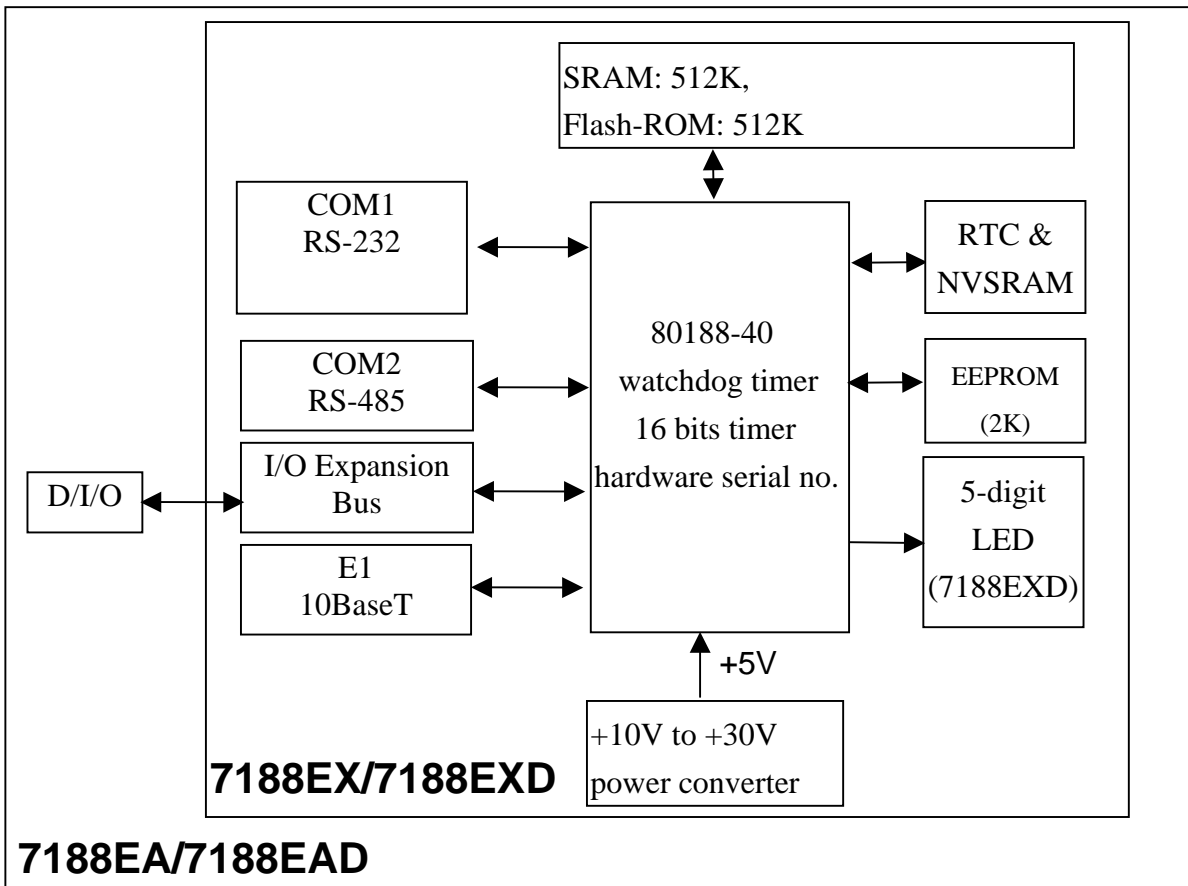 SRAM: 512K,
Flash-ROM: 512K
COM1
RS-232
RTC &
NVSRAM
80188-40
watchdog timer
16 bits timer
hardware serial no.
COM2
RS-485
EEPROM
(2K)
I/O Expansion
Bus
D/I/O
5-digit
LED
(7188EXD)
E1
10BaseT
+5V
+10V to +30V
power converter
7188EX/7188EXD
7188EA/7188EAD